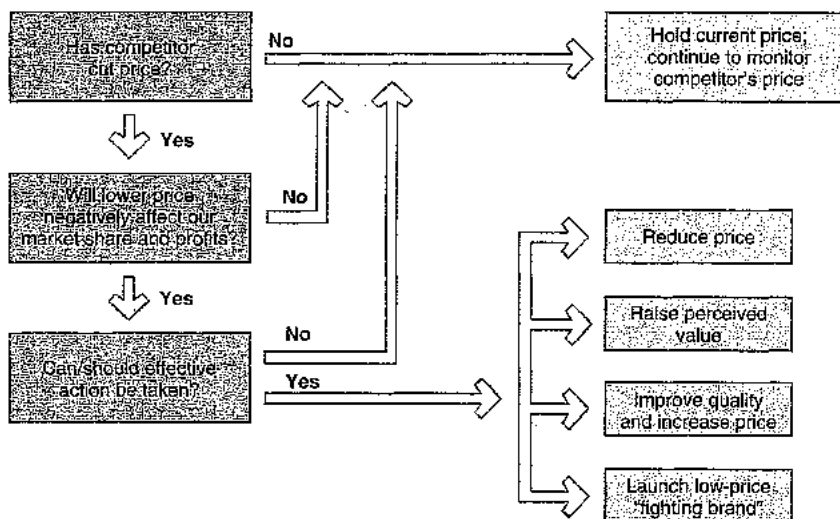 Has competitor
cut price?
No
Hold current price;
continue to monitor
competitor's price
Yes
Will lower price
negatively affect our
market share and profits?
No
Yes
Can/should effective
action be taken?
No
Yes
Reduce price
Raise perceived
value
Improve quality
and increase price
Launch low-price
"fighting brand"